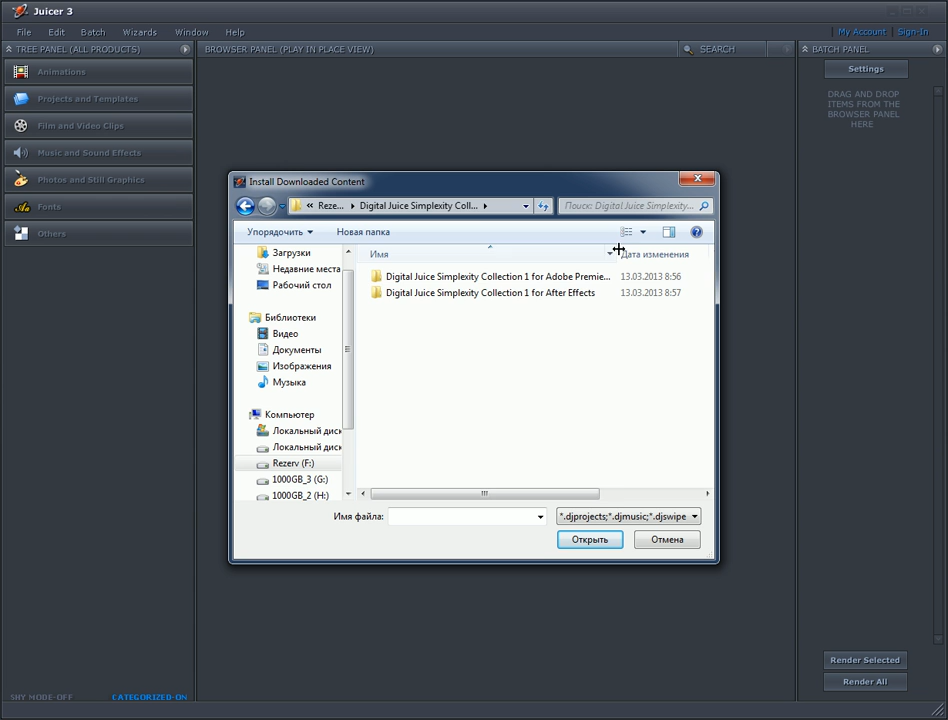 Juicer 3
File Edit Batch Wizards Window Help
My Account Sign-In
TREE PANEL (ALL PRODUCTS)
BROWSER PANEL (PLAY IN PLACE VIEW)
SEARCH
BATCH PANEL
Animations
Projects and Templates
Film and Video Clips
Music and Sound Effects
Photos and Still Graphics
Fonts
Others
Settings
DRAG AND DROP
ITEMS FROM THE
BROWSER PANEL
HERE
Install Downloaded Content
« Reze... Digital Juice Simplexity Coll...
Поиск: Digital Juice Simplexity...
Упорядочить Новая папка
Загрузки
Недавние места
Рабочий стол
Библиотеки
Видео
Документы
Изображения
Музыка
Компьютер
Локальный диск
Локальный диск
Rezerv (F:)
1000GB_3 (G:)
1000GB_2 (H:)
Имя Дата изменения
Digital Juice Simplexity Collection 1 for Adobe Premie... 13.03.2013 8:56
Digital Juice Simplexity Collection 1 for After Effects 13.03.2013 8:57
Имя файла:
*.djprojects;*.djmusic;*.djswipe
Открыть Отмена
Render Selected
Render All
SHY MODE-OFF CATEGORIZED-ON